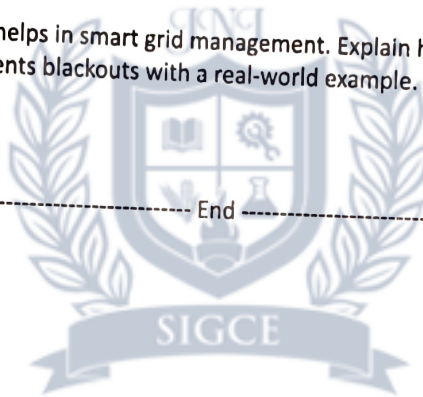 helps in smart grid management. Explain
ents blackouts with a real-world example.
---------------------- End ----------------------
SIGCE